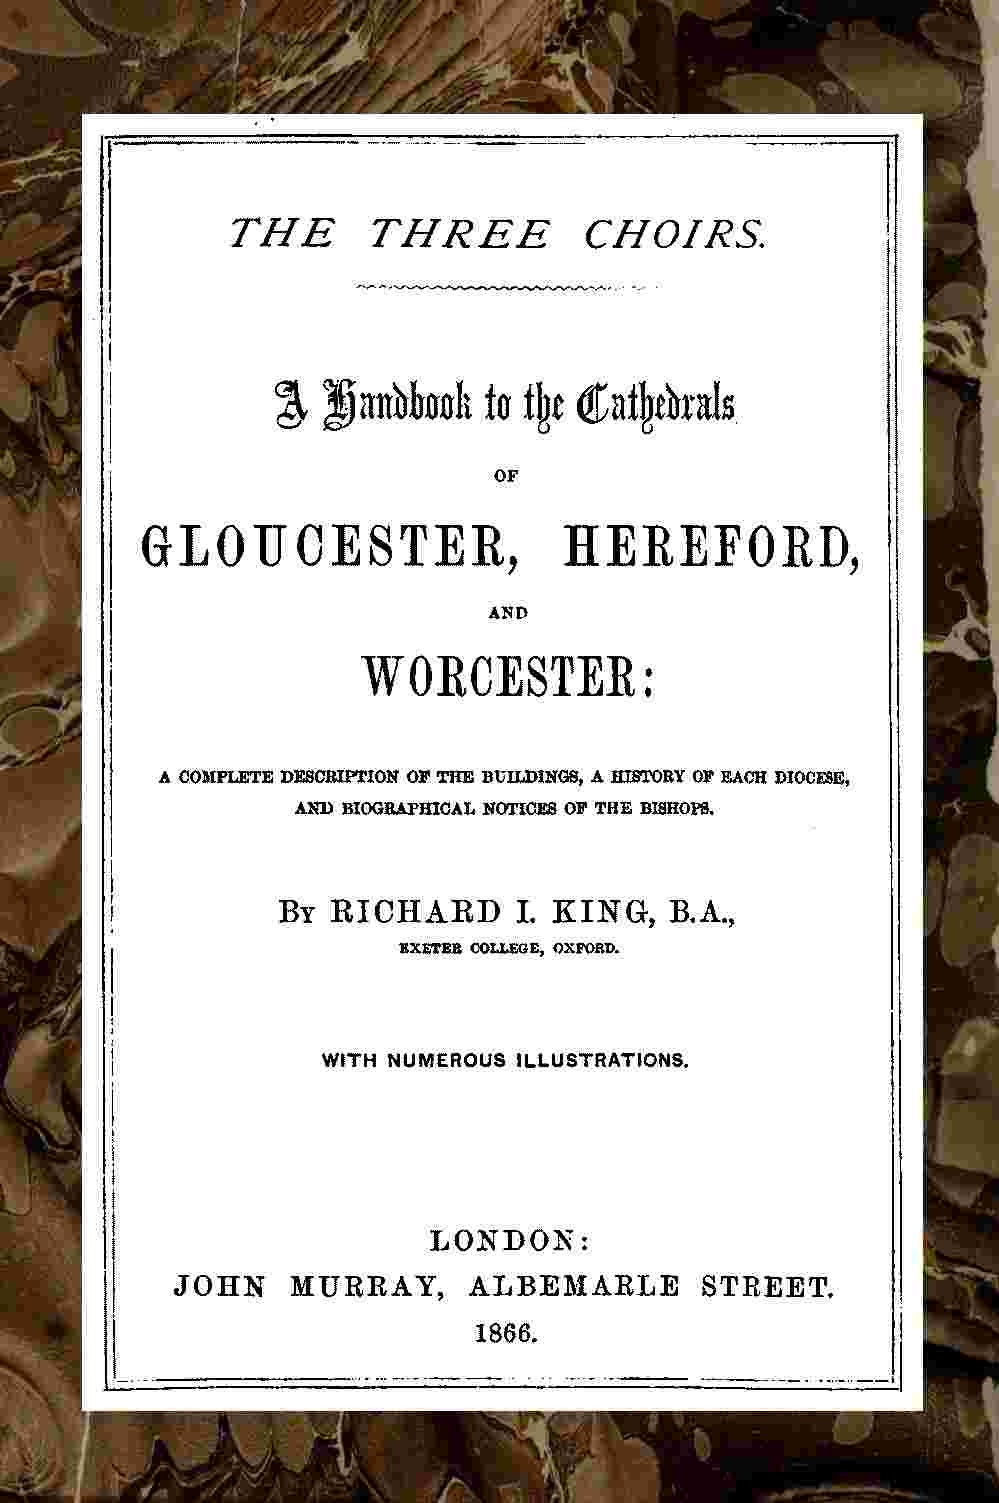 THE THREE CHOIRS.
A Handbook to the Cathedrals
OF
GLOUCESTER, HEREFORD,
AND
WORCESTER:
A COMPLETE DESCRIPTION OF THE BUILDINGS, A HISTORY OF EACH DIOCESE,
AND BIOGRAPHICAL NOTICES OF THE BISHOPS.
BY RICHARD I. KING, B.A.,
EXETER COLLEGE, OXFORD.
WITH NUMEROUS ILLUSTRATIONS.
LONDON:
JOHN MURRAY, ALBEMARLE STREET.
1866.